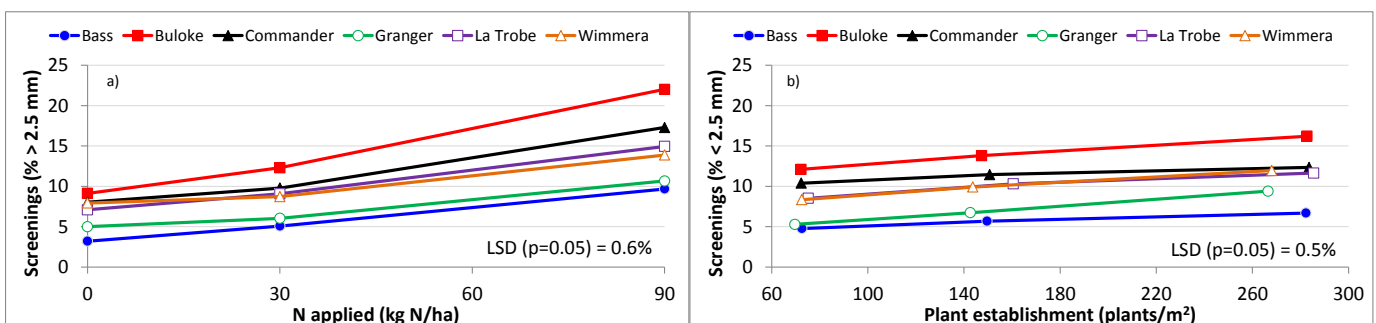 Bass Buloke Commander Granger La Trobe Wimmera
a)
25
20
15
10
5
0
Screenings (% > 2.5 mm)
LSD (p=0.05) = 0.6%
0 30 60 90
N applied (kg N/ha)
Bass Buloke Commander Granger La Trobe Wimmera
b)
25
20
15
10
5
0
Screenings (% < 2.5 mm)
LSD (p=0.05) = 0.5%
60 100 140 180 220 260 300
Plant establishment (plants/m²)